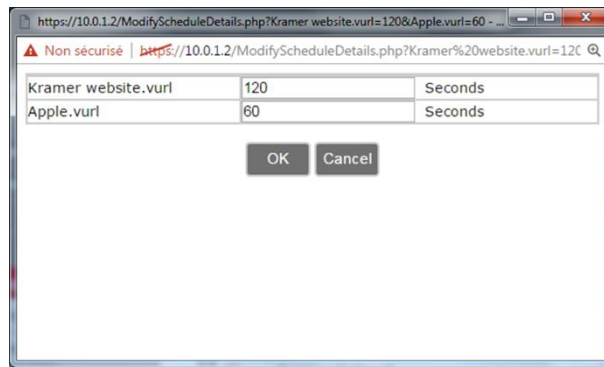 https://10.0.1.2/ModifyScheduleDetails.php?Kramer website.vurl=120&Apple.vurl=60 - ...
Non sécurisé | https://10.0.1.2/ModifyScheduleDetails.php?Kramer%20website.vurl=120
Kramer website.vurl 120 Seconds
Apple.vurl 60 Seconds
OK Cancel